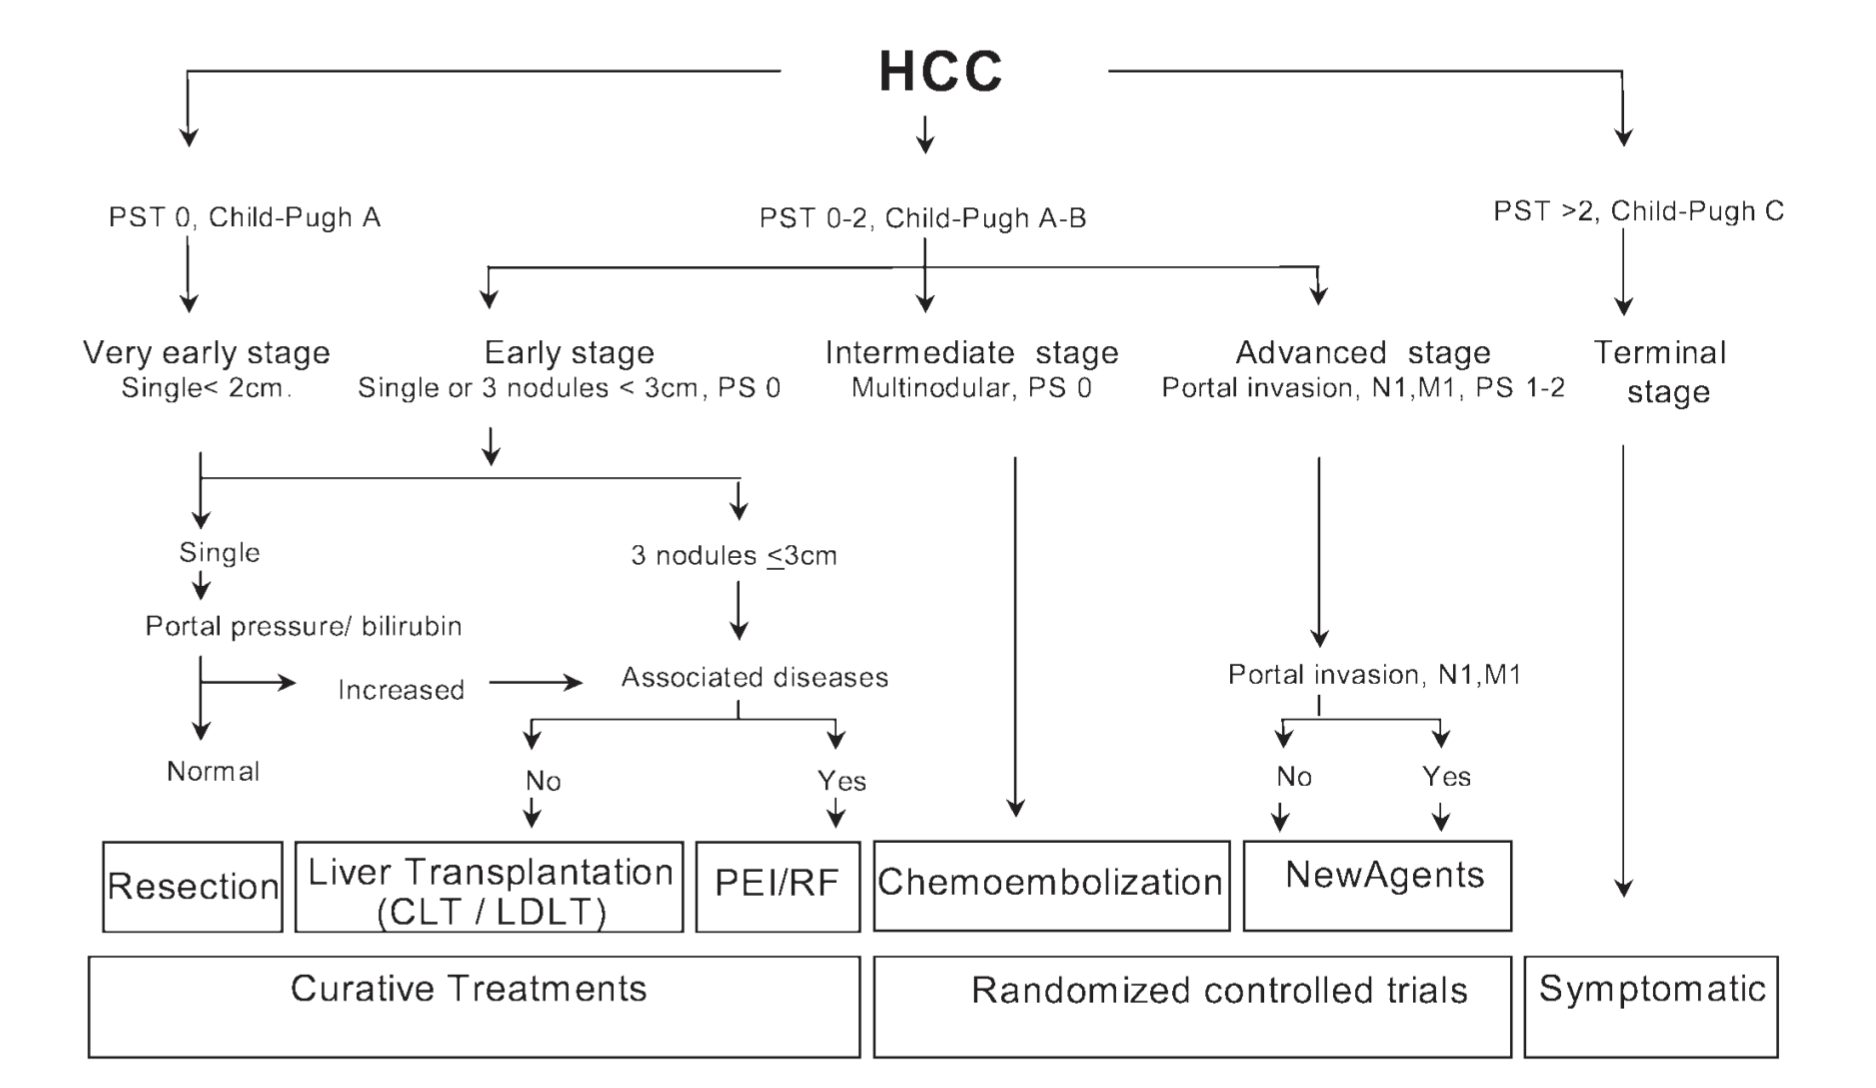 HCC
PST 0, Child-Pugh A
PST 0-2, Child-Pugh A-B
PST >2, Child-Pugh C
Very early stage
Single< 2cm.
Early stage
Single or 3 nodules < 3cm, PS 0
Intermediate stage
Multinodular, PS 0
Advanced stage
Portal invasion, N1,M1, PS 1-2
Terminal
stage
Single
3 nodules ≤3cm
Portal pressure/ bilirubin
Increased
Associated diseases
Portal invasion, N1,M1
Normal
No
Yes
No
Yes
Resection
Liver Transplantation
(CLT / LDLT)
PEI/RF
Chemoembolization
NewAgents
Curative Treatments
Randomized controlled trials
Symptomatic